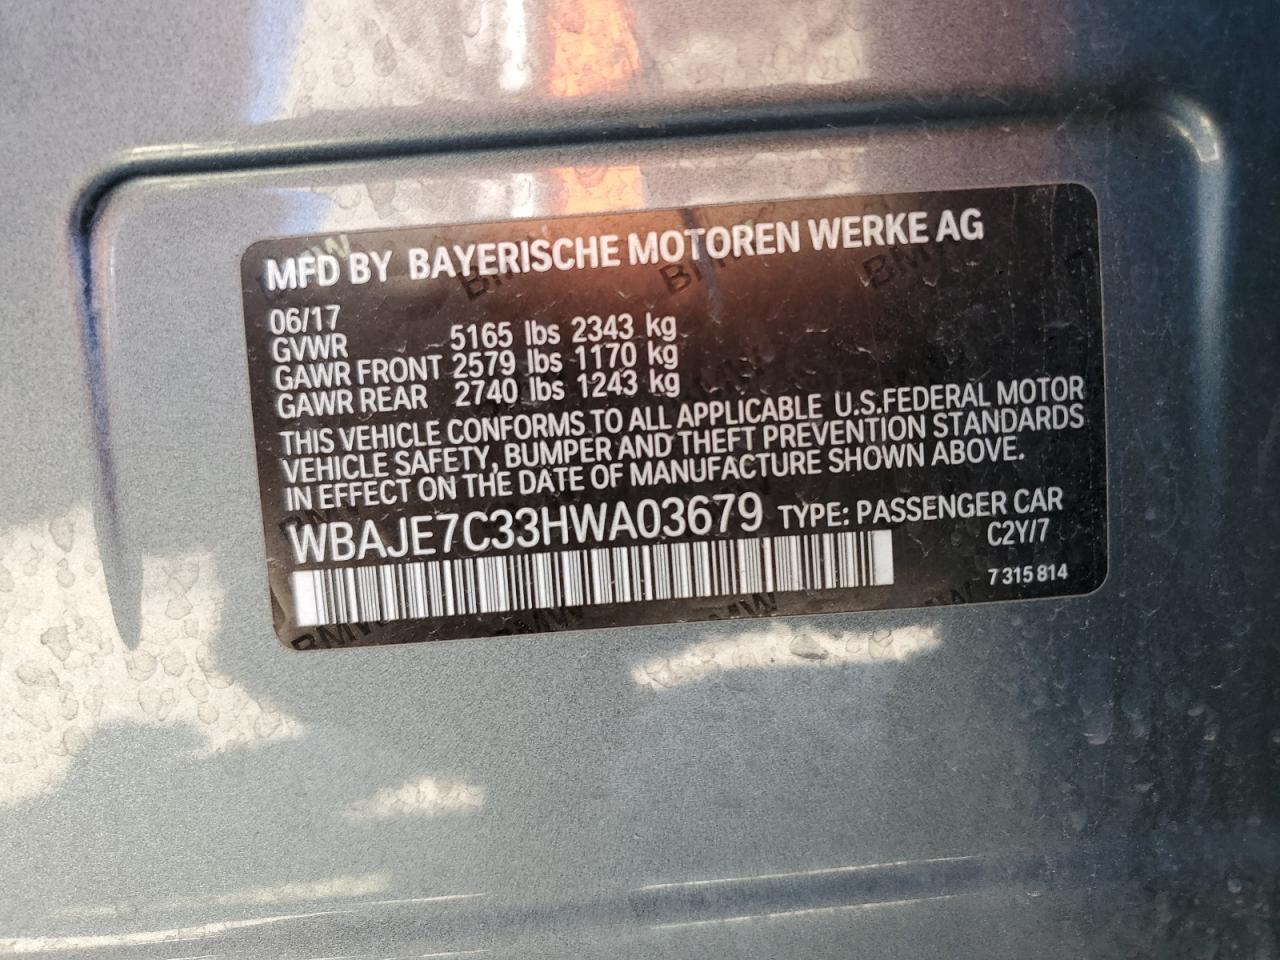 MFD BY BAYERISCHE MOTOREN WERKE AG
06/17
GVWR 5165 lbs 2343 kg
GAWR FRONT 2579 lbs 1170 kg
GAWR REAR 2740 lbs 1243 kg
THIS VEHICLE CONFORMS TO ALL APPLICABLE U.S.FEDERAL MOTOR
VEHICLE SAFETY, BUMPER AND THEFT PREVENTION STANDARDS
IN EFFECT ON THE DATE OF MANUFACTURE SHOWN ABOVE.
WBAJE7C33HWA03679 TYPE: PASSENGER CAR
C2Y/7
7 315 814